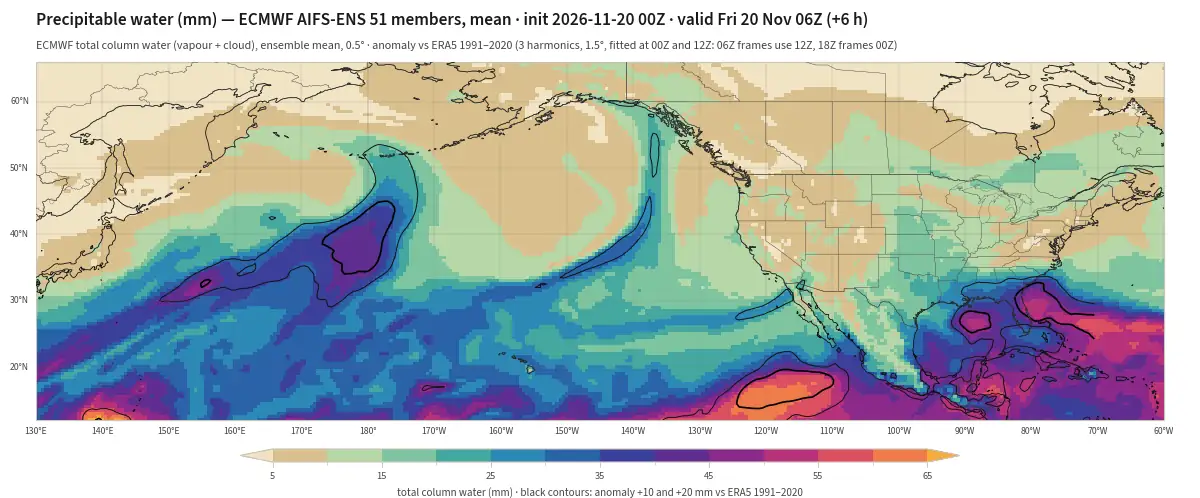 Precipitable water (mm) — ECMWF AIFS-ENS 51 members, mean · init 2026-11-20 00Z · valid Fri 20 Nov 06Z (+6 h)
ECMWF total column water (vapour + cloud), ensemble mean, 0.5° · anomaly vs ERA5 1991–2020 (3 harmonics, 1.5°, fitted at 00Z and 12Z: 06Z frames use 12Z, 18Z frames 00Z)
60°N
50°N
40°N
30°N
20°N
130°E 140°E 150°E 160°E 170°E 180° 170°W 160°W 150°W 140°W 130°W 120°W 110°W 100°W 90°W 80°W 70°W 60°W
5 15 25 35 45 55 65
total column water (mm) · black contours: anomaly +10 and +20 mm vs ERA5 1991–2020